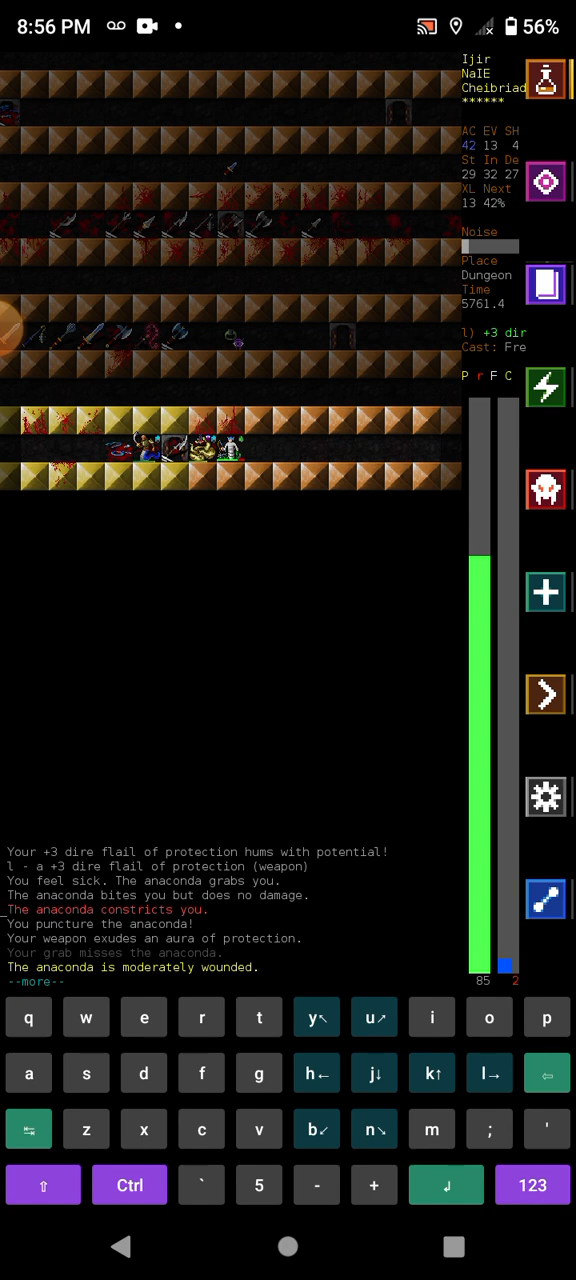 8:56 PM 56%
Ijir
NaIE
Cheibriad
******
AC EV SH
42 13 4
St In De
29 32 27
XL Next
13 42%
Noise
Place
Dungeon
Time
5761.4
l) +3 dir
Cast: Fre
P r F C
85 2
Your +3 dire flail of protection hums with potential!
l - a +3 dire flail of protection (weapon)
You feel sick. The anaconda grabs you.
The anaconda bites you but does no damage.
_The anaconda constricts you.
You puncture the anaconda!
Your weapon exudes an aura of protection.
Your grab misses the anaconda.
The anaconda is moderately wounded.
--more--
q w e r t y↖ u↗ i o p
a s d f g h← j↓ k↑ l→ ⇦
↹ z x c v b↙ n↘ m ; '
⇧ Ctrl ` 5 - + ↲ 123